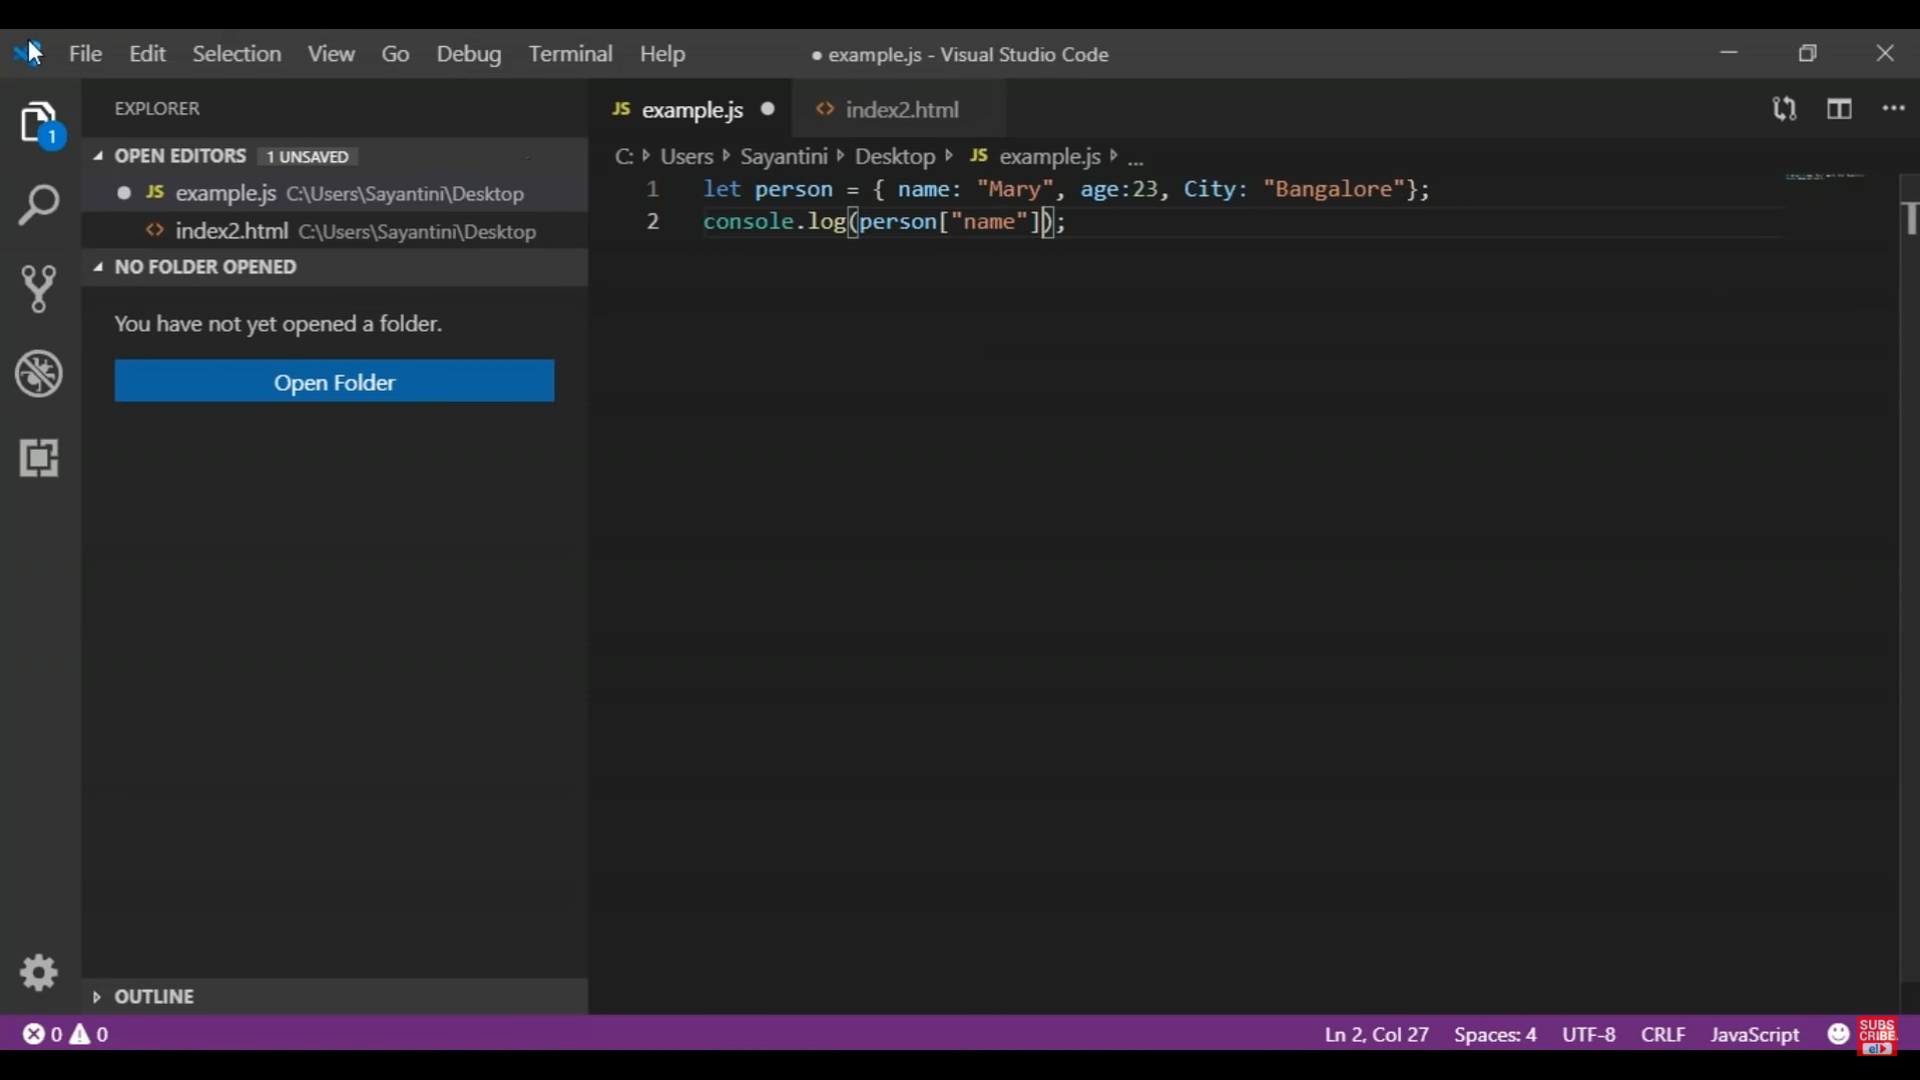 File Edit Selection View Go Debug Terminal Help ● example.js - Visual Studio Code
EXPLORER
JS example.js ● <> index2.html
OPEN EDITORS 1 UNSAVED
● JS example.js C:\Users\Sayantini\Desktop
<> index2.html C:\Users\Sayantini\Desktop
NO FOLDER OPENED
You have not yet opened a folder.
Open Folder
OUTLINE
C: Users Sayantini Desktop JS example.js ...
1 let person = { name: "Mary", age:23, City: "Bangalore"};
2 console.log(person["name"]);
1
0 0 Ln 2, Col 27 Spaces: 4 UTF-8 CRLF JavaScript
SUBS
CRIBE
e!